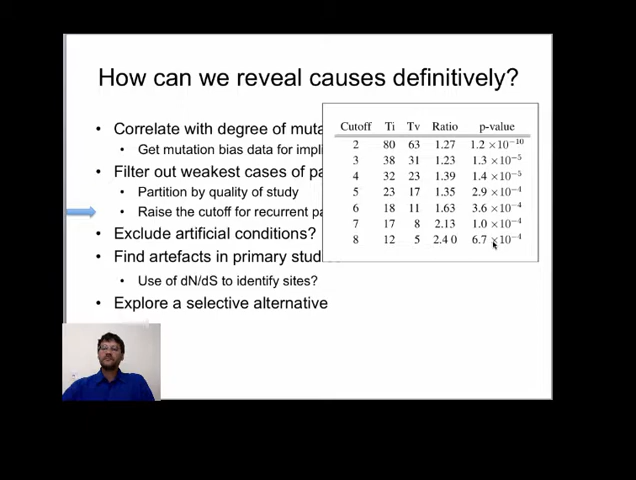 How can we reveal causes definitively?
• Correlate with degree of muta
• Get mutation bias data for impli
• Filter out weakest cases of pa
• Partition by quality of study
• Raise the cutoff for recurrent pa
• Exclude artificial conditions?
• Find artefacts in primary stud
• Use of dN/dS to identify sites?
• Explore a selective alternative
Cutoff Ti Tv Ratio p-value
2 80 63 1.27 1.2 ×10⁻¹⁰
3 38 31 1.23 1.3 ×10⁻⁵
4 32 23 1.39 1.4 ×10⁻⁵
5 23 17 1.35 2.9 ×10⁻⁴
6 18 11 1.63 3.6 ×10⁻⁴
7 17 8 2.13 1.0 ×10⁻⁴
8 12 5 2.4 0 6.7 ×10⁻⁴